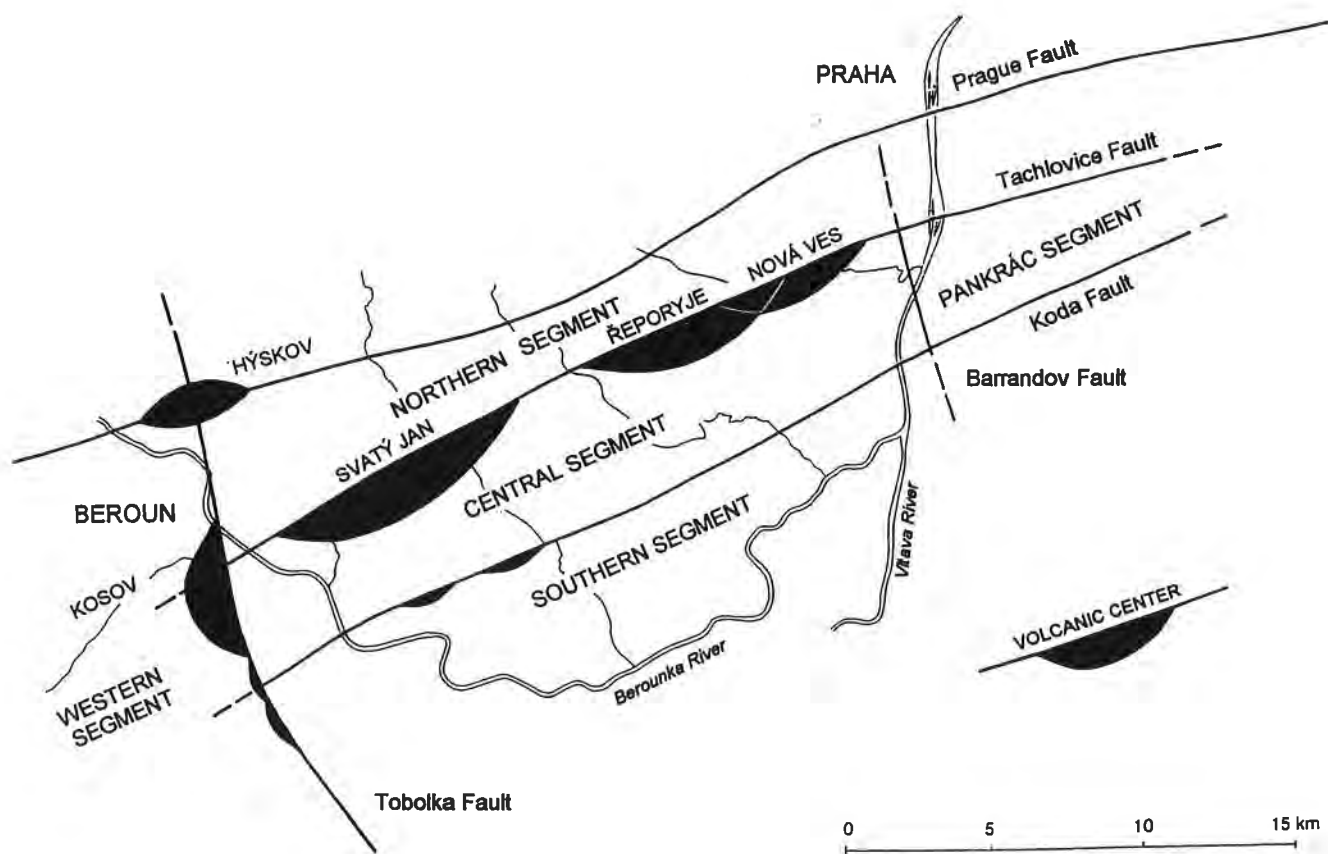 PRAHA
Prague Fault
Tachlovice Fault
PANKRÁC SEGMENT
Koda Fault
Barrandov Fault
NOVÁ VES
ŘEPORYJE
NORTHERN SEGMENT
HÝSKOV
SVATÝ JAN
CENTRAL SEGMENT
BEROUN
SOUTHERN SEGMENT
Vltava River
KOSOV
Berounka River
VOLCANIC CENTER
WESTERN
SEGMENT
Tobolka Fault
0 5 10 15 km